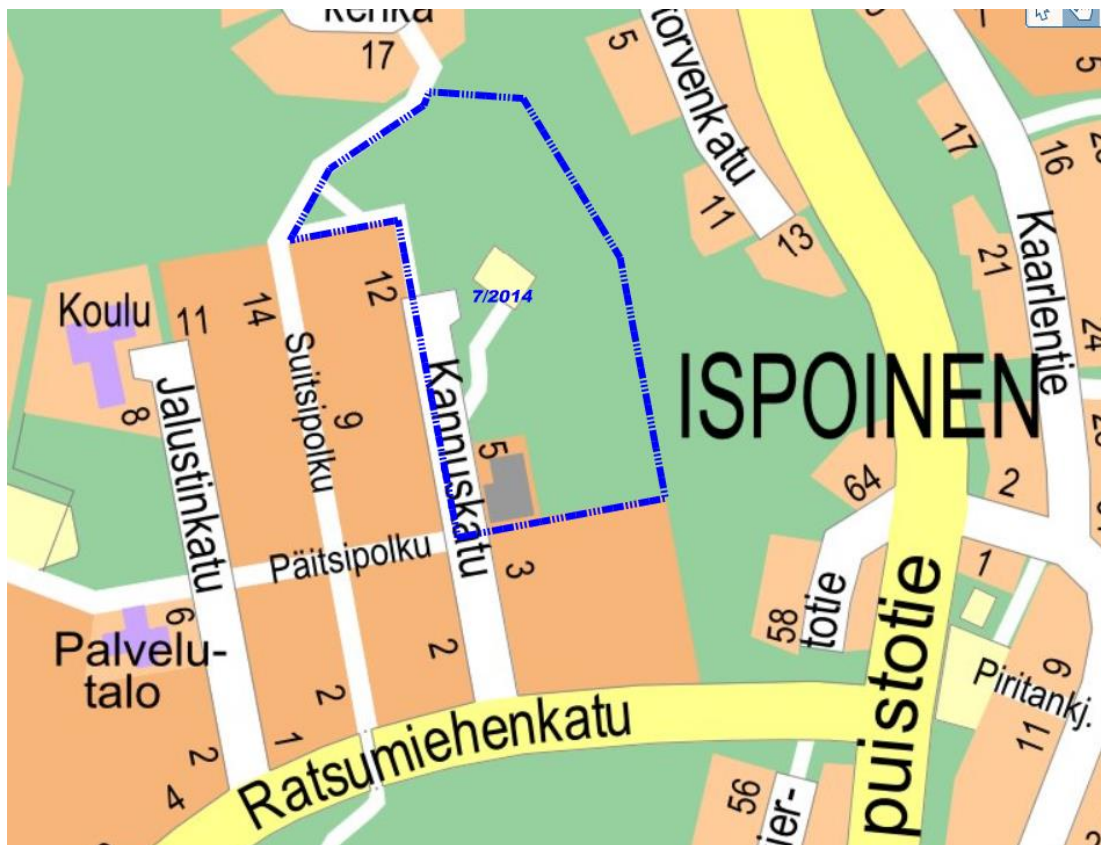 17
5
torvenkatu
17
16
5
11
13
21
Kaarlentie
24
12
7/2014
Koulu
11
14
8
Suitsipolku
9
Jalustinkatu
Kannuskatu
5
ISPOINEN
64
2
Päitsipolku
3
1
58
totie
6
Palvelu-
talo
2
2
puistotie
9
Piritankj.
11
2
1
4
Ratsumiehenkatu
56
ier-
2